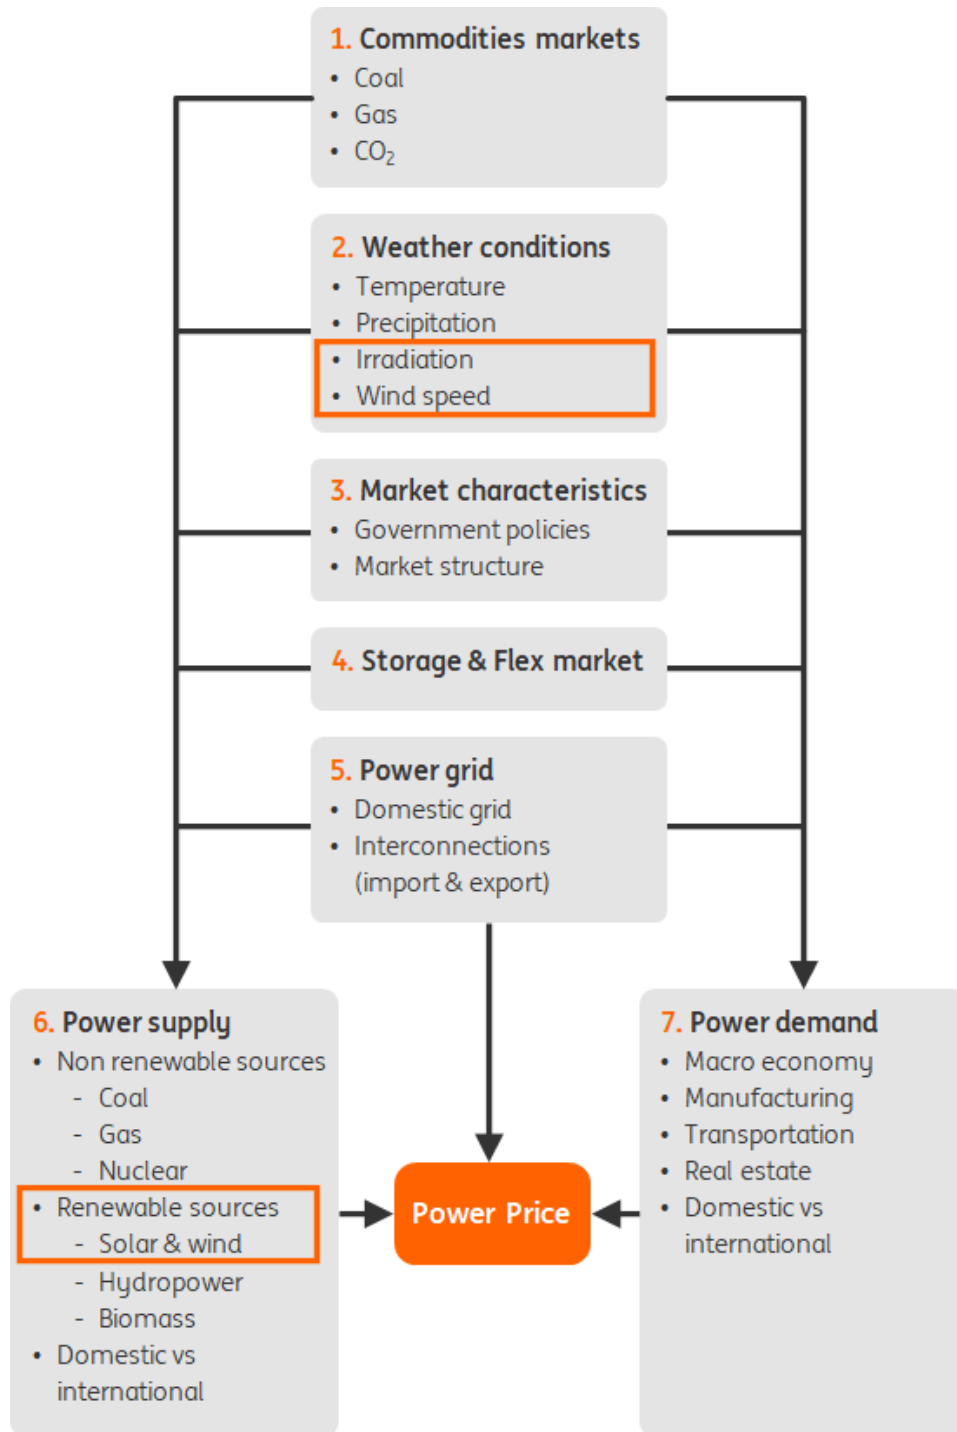 1. Commodities markets
• Coal
• Gas
• CO₂
2. Weather conditions
• Temperature
• Precipitation
• Irradiation
• Wind speed
3. Market characteristics
• Government policies
• Market structure
4. Storage & Flex market
5. Power grid
• Domestic grid
• Interconnections
(import & export)
6. Power supply
• Non renewable sources
- Coal
- Gas
- Nuclear
• Renewable sources
- Solar & wind
- Hydropower
- Biomass
• Domestic vs
international
Power Price
7. Power demand
• Macro economy
• Manufacturing
• Transportation
• Real estate
• Domestic vs
international